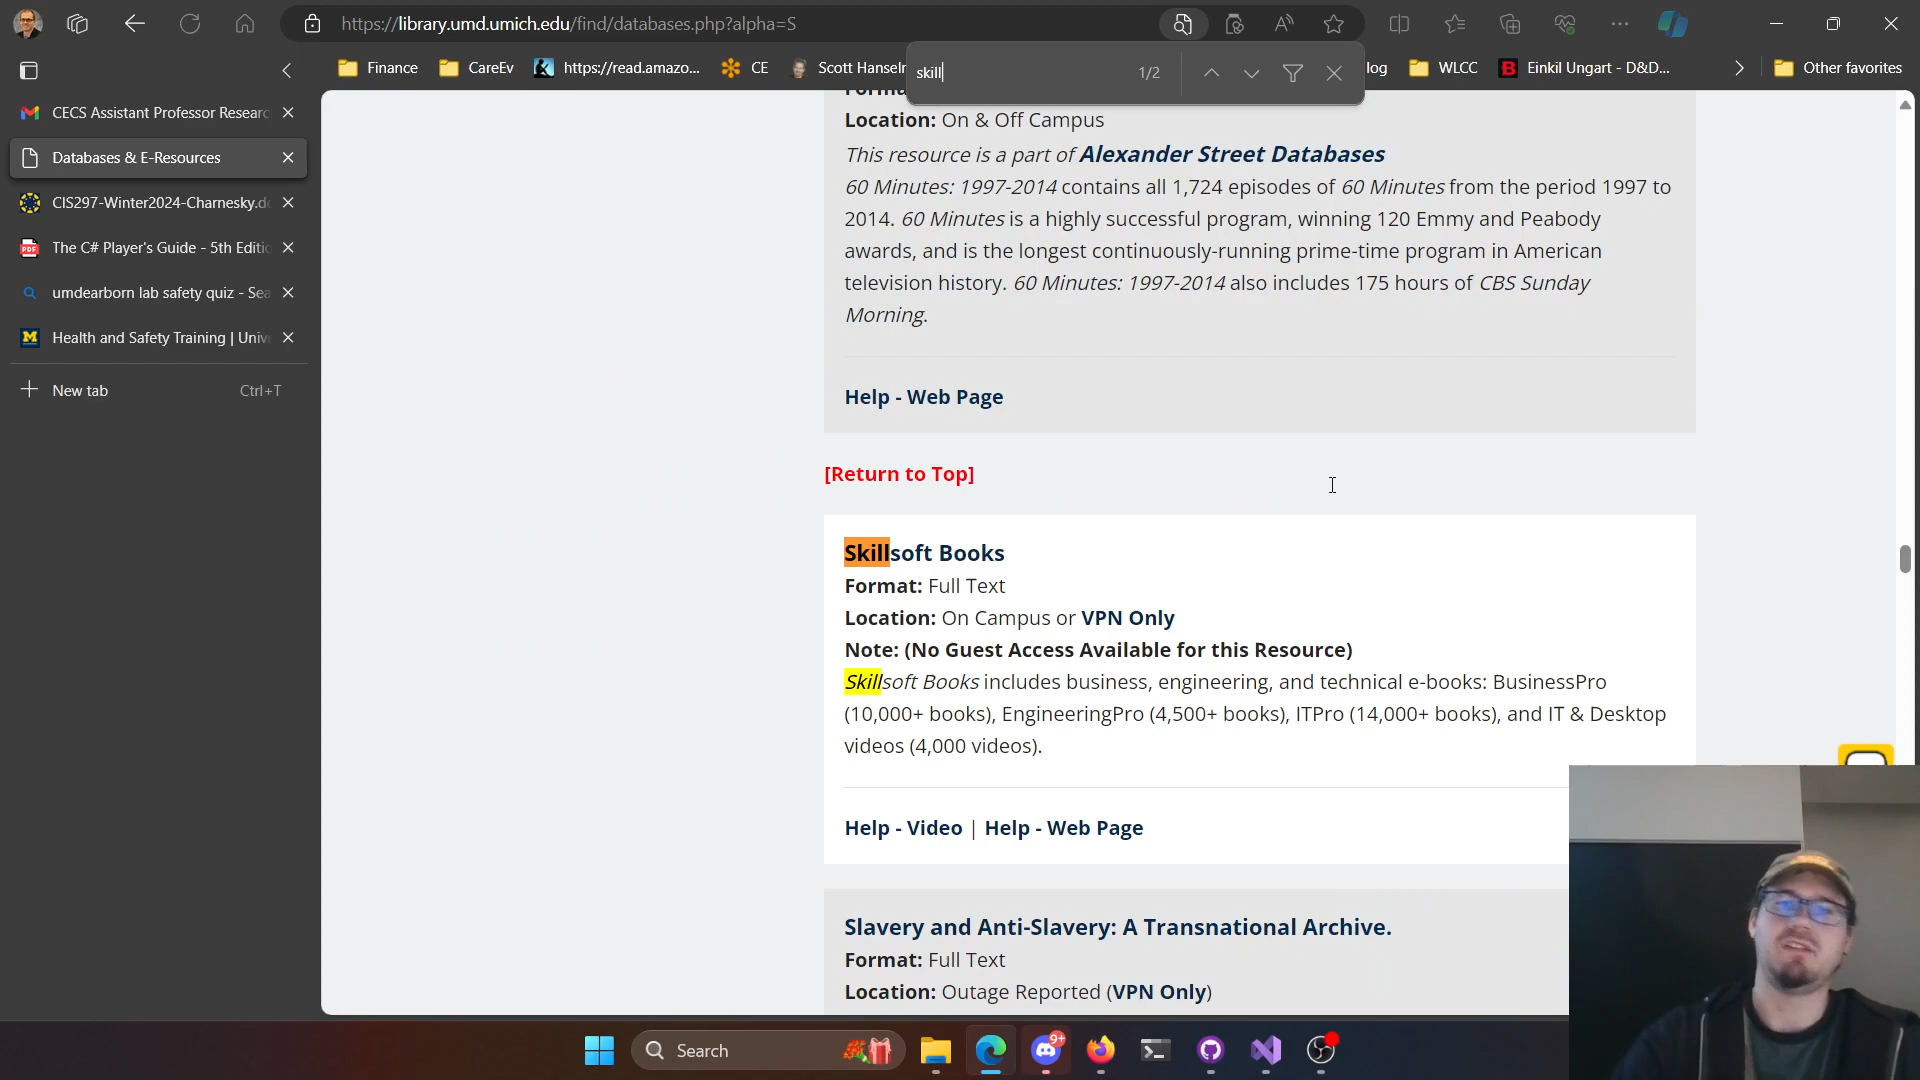 https://library.umd.umich.edu/find/databases.php?alpha=S
Finance
CareEv
https://read.amazo...
CE
Scott Hanselr
log
WLCC
Einkil Ungart - D&D...
Other favorites
skill
1/2
CECS Assistant Professor Researc
Databases & E-Resources
CIS297-Winter2024-Charnesky.d
The C# Player's Guide - 5th Editi
umdearborn lab safety quiz - Sea
Health and Safety Training | Univ
New tab
Ctrl+T
Location: On & Off Campus
This resource is a part of Alexander Street Databases
60 Minutes: 1997-2014 contains all 1,724 episodes of 60 Minutes from the period 1997 to
2014. 60 Minutes is a highly successful program, winning 120 Emmy and Peabody
awards, and is the longest continuously-running prime-time program in American
television history. 60 Minutes: 1997-2014 also includes 175 hours of CBS Sunday
Morning.
Help - Web Page
[Return to Top]
Skillsoft Books
Format: Full Text
Location: On Campus or VPN Only
Note: (No Guest Access Available for this Resource)
Skillsoft Books includes business, engineering, and technical e-books: BusinessPro
(10,000+ books), EngineeringPro (4,500+ books), ITPro (14,000+ books), and IT & Desktop
videos (4,000 videos).
Help - Video | Help - Web Page
Slavery and Anti-Slavery: A Transnational Archive.
Format: Full Text
Location: Outage Reported (VPN Only)
Search
9+